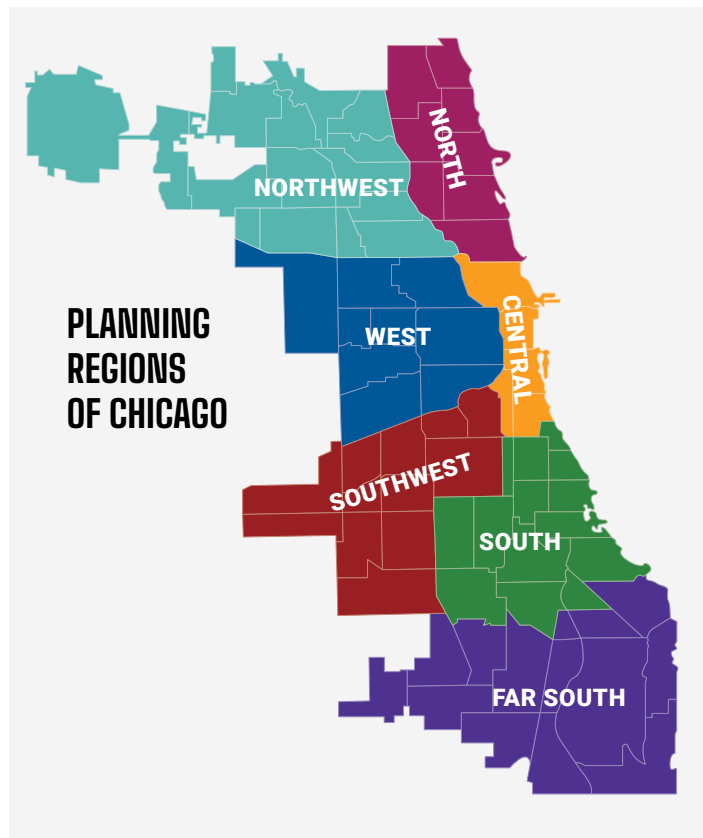 NORTH
NORTHWEST
CENTRAL
PLANNING
REGIONS
OF CHICAGO
WEST
SOUTHWEST
SOUTH
FAR SOUTH